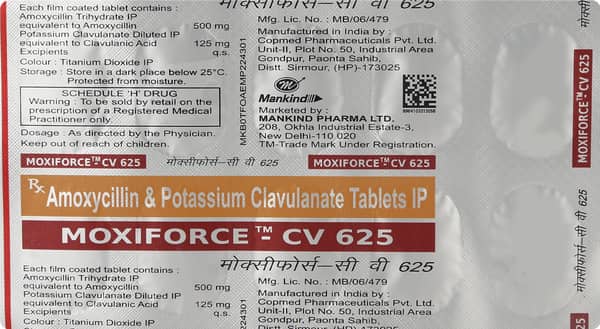 Each film coated tablet contains :
Amoxycillin Trihydrate IP
equivalent to Amoxycillin 500 mg
Potassium Clavulanate Diluted IP
equivalent to Clavulanic Acid 125 mg
Excipients q.s.
Colour : Titanium Dioxide IP
Storage : Store in a dark place below 25°C.
Protected from moisture.
SCHEDULE 'H' DRUG
Warning : To be sold by retail on the
prescription of a Registered Medical
Practitioner only.
Dosage : As directed by the Physician.
Keep out of reach of children.
MKB0TFOAEMP224301
मोक्सीफोर्स-सी वी 625
Mfg. Lic. No. : MB/06/479
Manufactured in India by :
Copmed Pharmaceuticals Pvt. Ltd.
Unit-II, Plot No. 50, Industrial Area
Gondpur, Paonta Sahib,
Distt. Sirmour, (HP)-173025
Mankind
Marketed by :
MANKIND PHARMA LTD.
208, Okhla Industrial Estate-3,
New Delhi-110 020
TM-Trade Mark Under Registration.
MOXIFORCE™CV 625 मोक्सीफोर्स–सी वी 625 MOXIFORCE™CV 625
Rx Amoxycillin & Potassium Clavulanate Tablets IP
MOXIFORCE™- CV 625
मोक्सीफोर्स-सी वी 625
Each film coated tablet contains :
Amoxycillin Trihydrate IP
equivalent to Amoxycillin 500 mg
Potassium Clavulanate Diluted IP
equivalent to Clavulanic Acid 125 mg
Excipients q.s.
Colour : Titanium Dioxide IP
Mfg. Lic. No. : MB/06/479
Manufactured in India by :
Copmed Pharmaceuticals Pvt. Ltd.
Unit-II, Plot No. 50, Industrial Area
Gondpur, Paonta Sahib,
Distt. Sirmour, (HP)-173025
मोक्सीफोर्स-सी वी 625
MOXIFORCE™-CV 625
मोक्सीफोर्स-सी वी 625
625